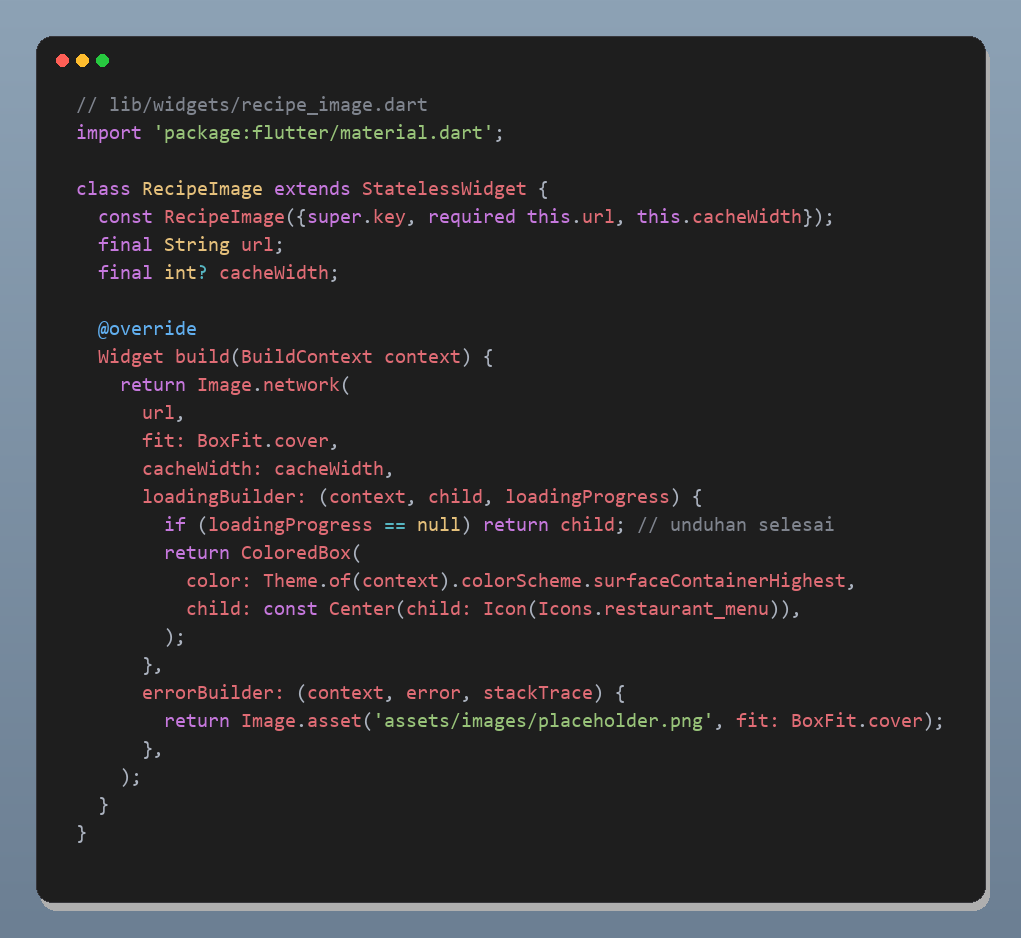 // lib/widgets/recipe_image.dart
import 'package:flutter/material.dart';

class RecipeImage extends StatelessWidget {
  const RecipeImage({super.key, required this.url, this.cacheWidth});
  final String url;
  final int? cacheWidth;

  @override
  Widget build(BuildContext context) {
    return Image.network(
      url,
      fit: BoxFit.cover,
      cacheWidth: cacheWidth,
      loadingBuilder: (context, child, loadingProgress) {
        if (loadingProgress == null) return child; // unduhan selesai
        return ColoredBox(
          color: Theme.of(context).colorScheme.surfaceContainerHighest,
          child: const Center(child: Icon(Icons.restaurant_menu)),
        );
      },
      errorBuilder: (context, error, stackTrace) {
        return Image.asset('assets/images/placeholder.png', fit: BoxFit.cover);
      },
    );
  }
}